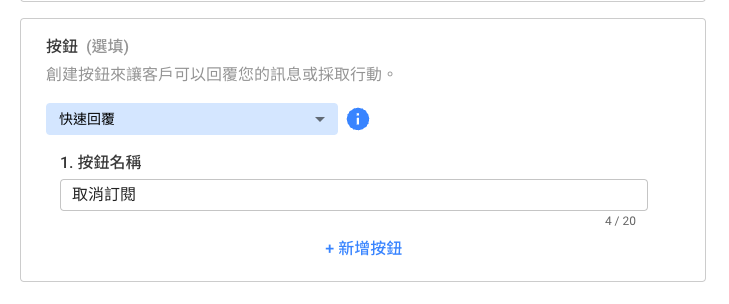 按鈕 (選填)
創建按鈕來讓客戶可以回覆您的訊息或採取行動。
快速回覆
1. 按鈕名稱
取消訂閱
4 / 20
+ 新增按鈕